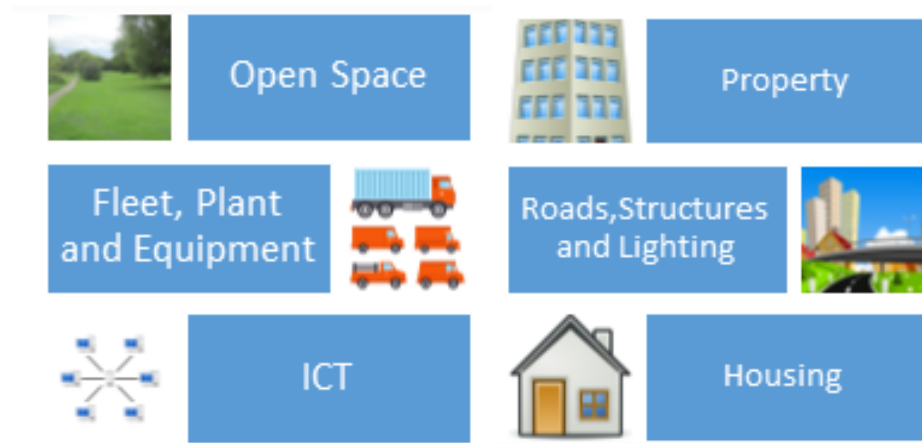 Open Space
Property
Fleet, Plant
and Equipment
Roads,Structures
and Lighting
ICT
Housing